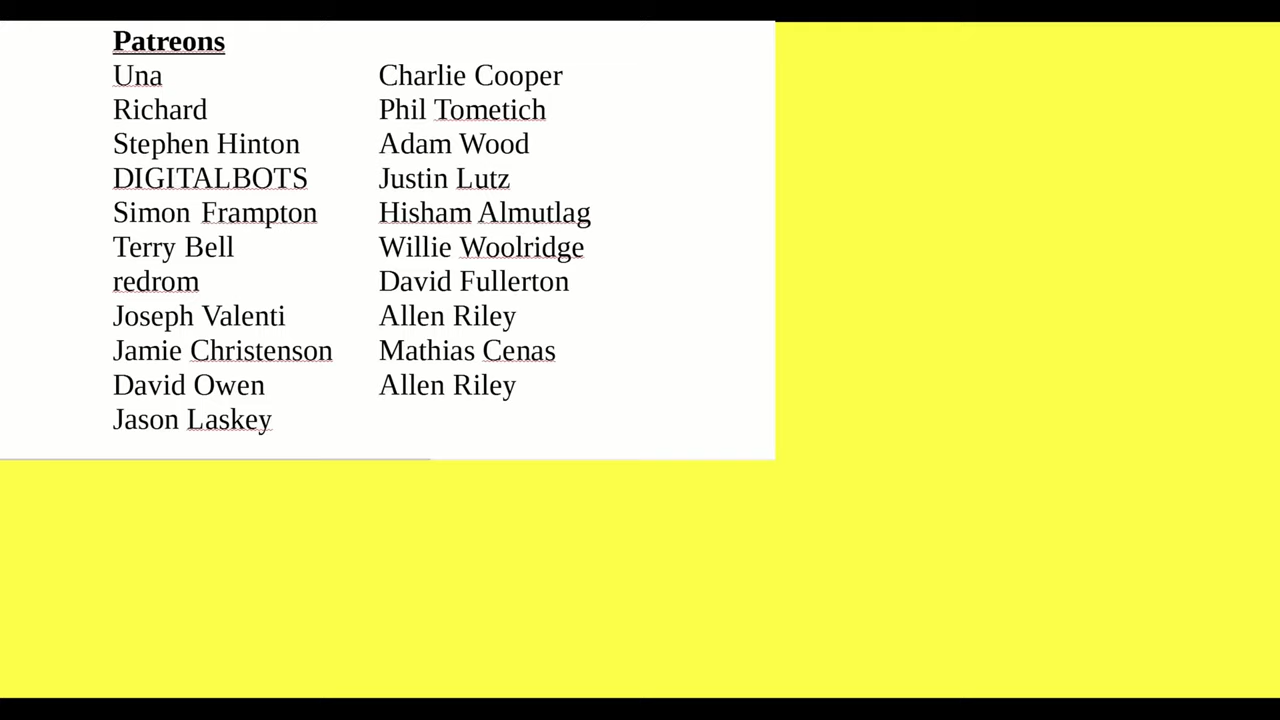 Patreons
Una
Richard
Stephen Hinton
DIGITALBOTS
Simon Frampton
Terry Bell
redrom
Joseph Valenti
Jamie Christenson
David Owen
Jason Laskey
Charlie Cooper
Phil Tometich
Adam Wood
Justin Lutz
Hisham Almutlag
Willie Woolridge
David Fullerton
Allen Riley
Mathias Cenas
Allen Riley